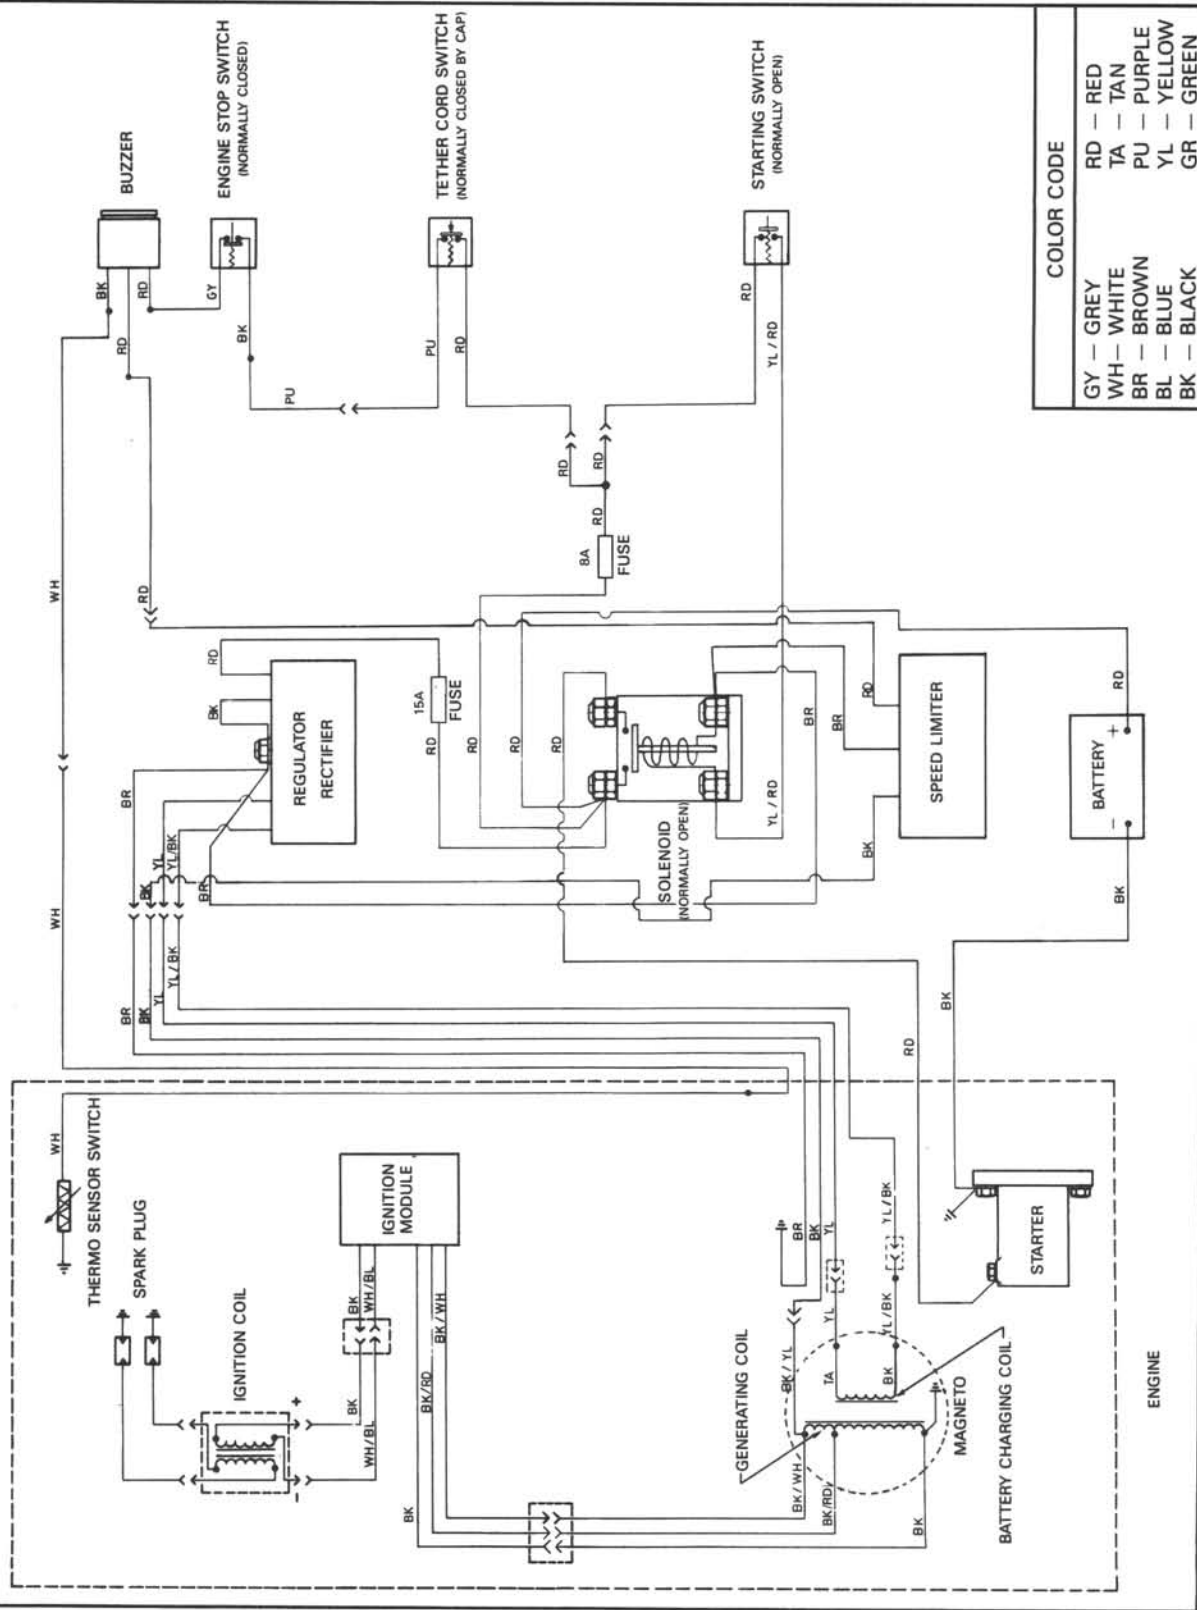 BUZZER
BK
RD
RD
ENGINE STOP SWITCH
(NORMALLY CLOSED)
GY
BK
PU
TETHER CORD SWITCH
(NORMALLY CLOSED BY CAP)
PU
RD
STARTING SWITCH
(NORMALLY OPEN)
RD
YL / RD
RD
RD
RD
8A
FUSE
WH
RD
WH
RD
BK
REGULATOR
RECTIFIER
15A
FUSE
RD
RD
RD
RD
BR
YL
YL/BK
BK
BR
SOLENOID
(NORMALLY OPEN)
YL / RD
BR
BR
RD
BK
SPEED LIMITER
BATTERY
+
−
RD
BK
BR
BK
YL
YL / BK
BK
RD
WH
THERMO SENSOR SWITCH
SPARK PLUG
IGNITION COIL
+
-
IGNITION
MODULE
BK
WH/BL
BK
WH/BL
BK
BK/RD
BK/WH
BR
BK
YL
YL/BK
YL
YL/BK
BK / YL
TA
BK
GENERATING COIL
BK/WH
BK/RD
BK
MAGNETO
BATTERY CHARGING COIL
STARTER
ENGINE
COLOR CODE
GY — GREY
RD — RED
WH — WHITE
TA — TAN
BR — BROWN
PU — PURPLE
BL — BLUE
YL — YELLOW
BK — BLACK
GR — GREEN